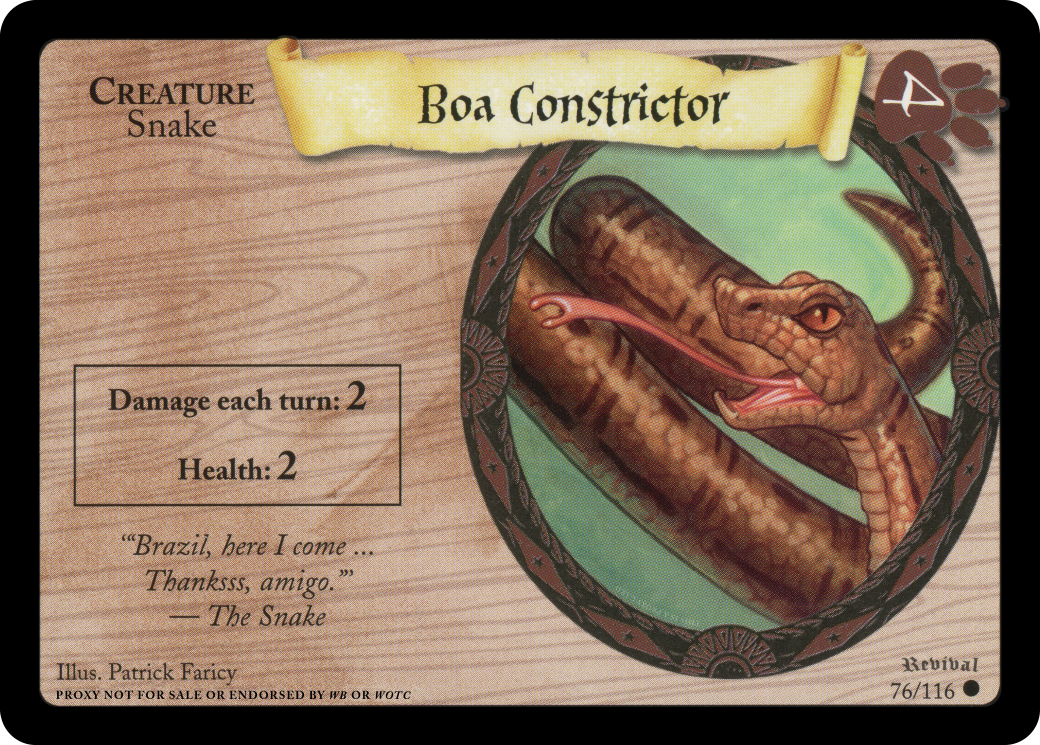 CREATURE
Snake
Boa Constrictor
4
Damage each turn: 2
Health: 2
“‘Brazil, here I come ...
Thanksss, amigo.’”
— The Snake
Illus. Patrick Faricy
PROXY NOT FOR SALE OR ENDORSED BY WB OR WOTC
Revival
76/116